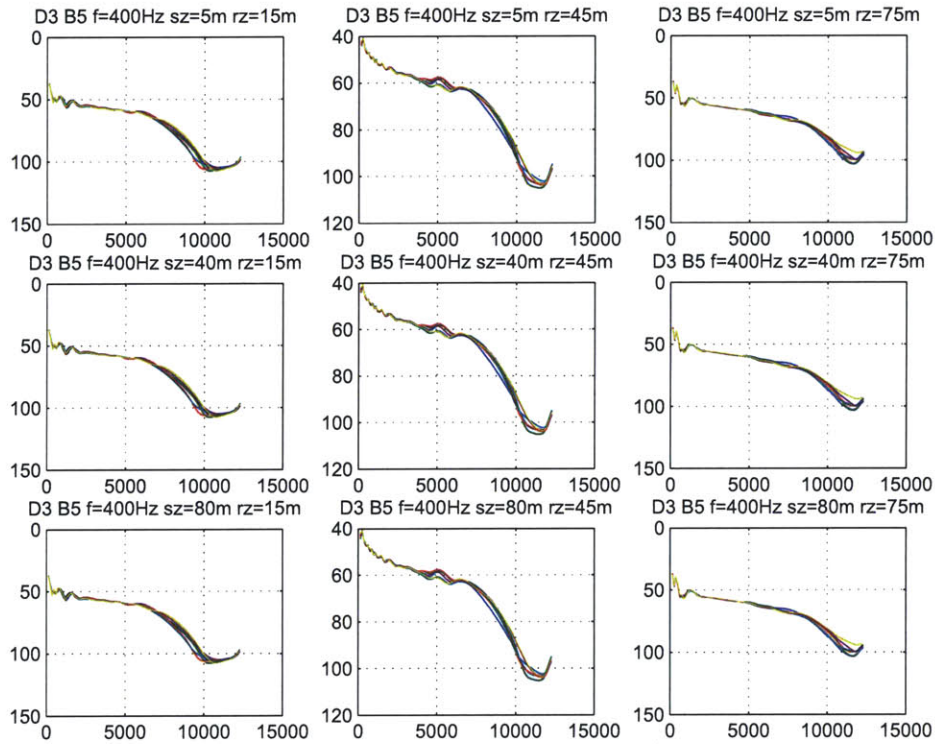 D3 B5 f=400Hz sz=5m rz=15m
D3 B5 f=400Hz sz=5m rz=45m
D3 B5 f=400Hz sz=5m rz=75m
0
50
100
150
0 5000 10000 15000
40
60
80
100
120
0 5000 10000 15000
0
50
100
150
0 5000 10000 15000
D3 B5 f=400Hz sz=40m rz=15m
D3 B5 f=400Hz sz=40m rz=45m
D3 B5 f=400Hz sz=40m rz=75m
0
50
100
150
0 5000 10000 15000
40
60
80
100
120
0 5000 10000 15000
0
50
100
150
0 5000 10000 15000
D3 B5 f=400Hz sz=80m rz=15m
D3 B5 f=400Hz sz=80m rz=45m
D3 B5 f=400Hz sz=80m rz=75m
0
50
100
150
0 5000 10000 15000
40
60
80
100
120
0 5000 10000 15000
0
50
100
150
0 5000 10000 15000